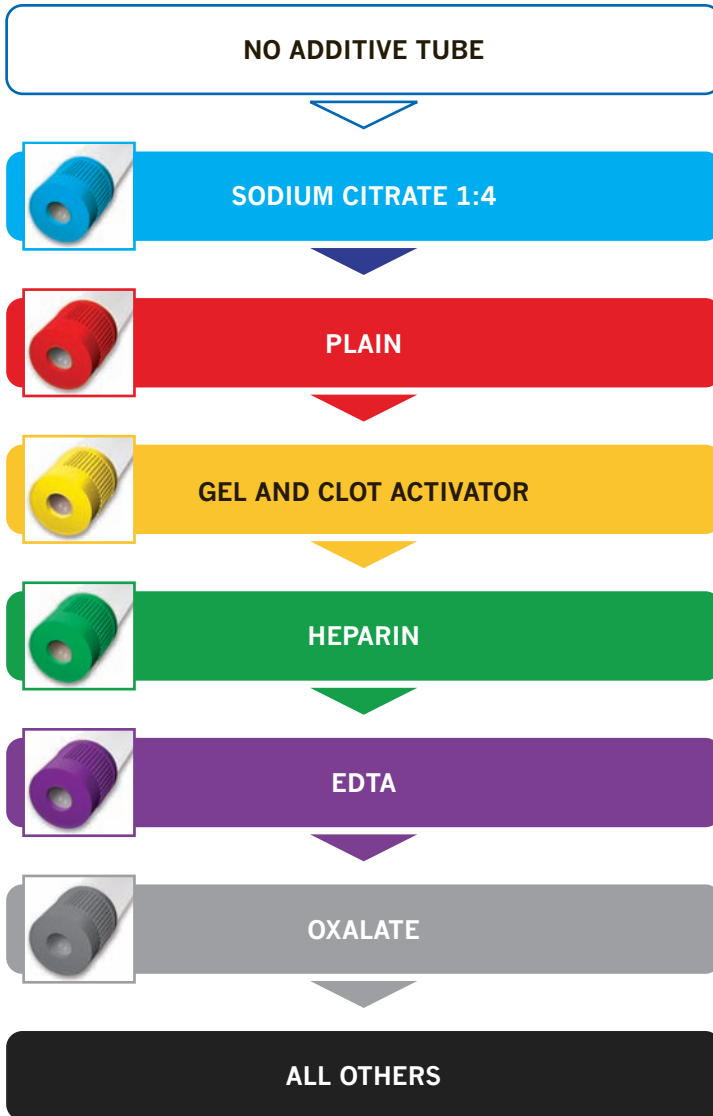 NO ADDITIVE TUBE
SODIUM CITRATE 1:4
PLAIN
GEL AND CLOT ACTIVATOR
HEPARIN
EDTA
OXALATE
ALL OTHERS